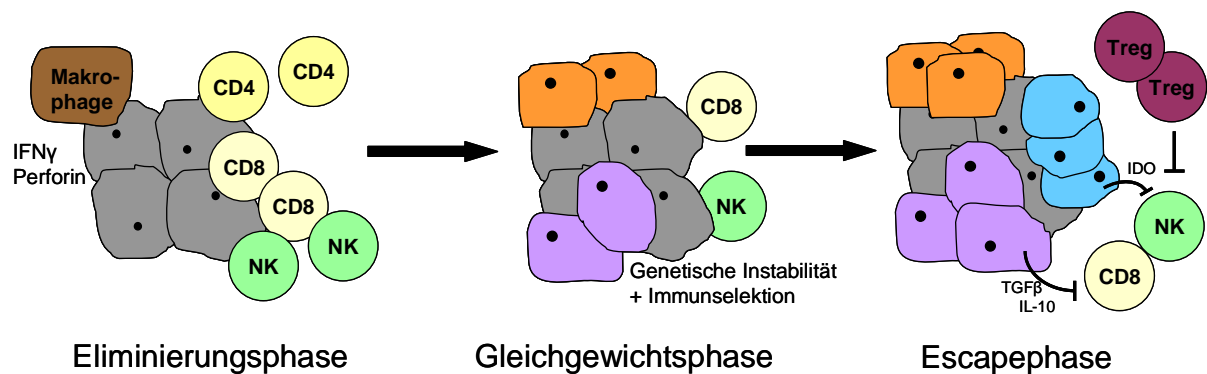 Makro-
phage
CD4
CD4
IFNγ
Perforin
CD8
CD8
NK
NK
Eliminierungsphase
CD8
NK
Genetische Instabilität
+ Immunselektion
Gleichgewichtsphase
Treg
Treg
IDO
NK
CD8
TGFβ
IL-10
Escapephase